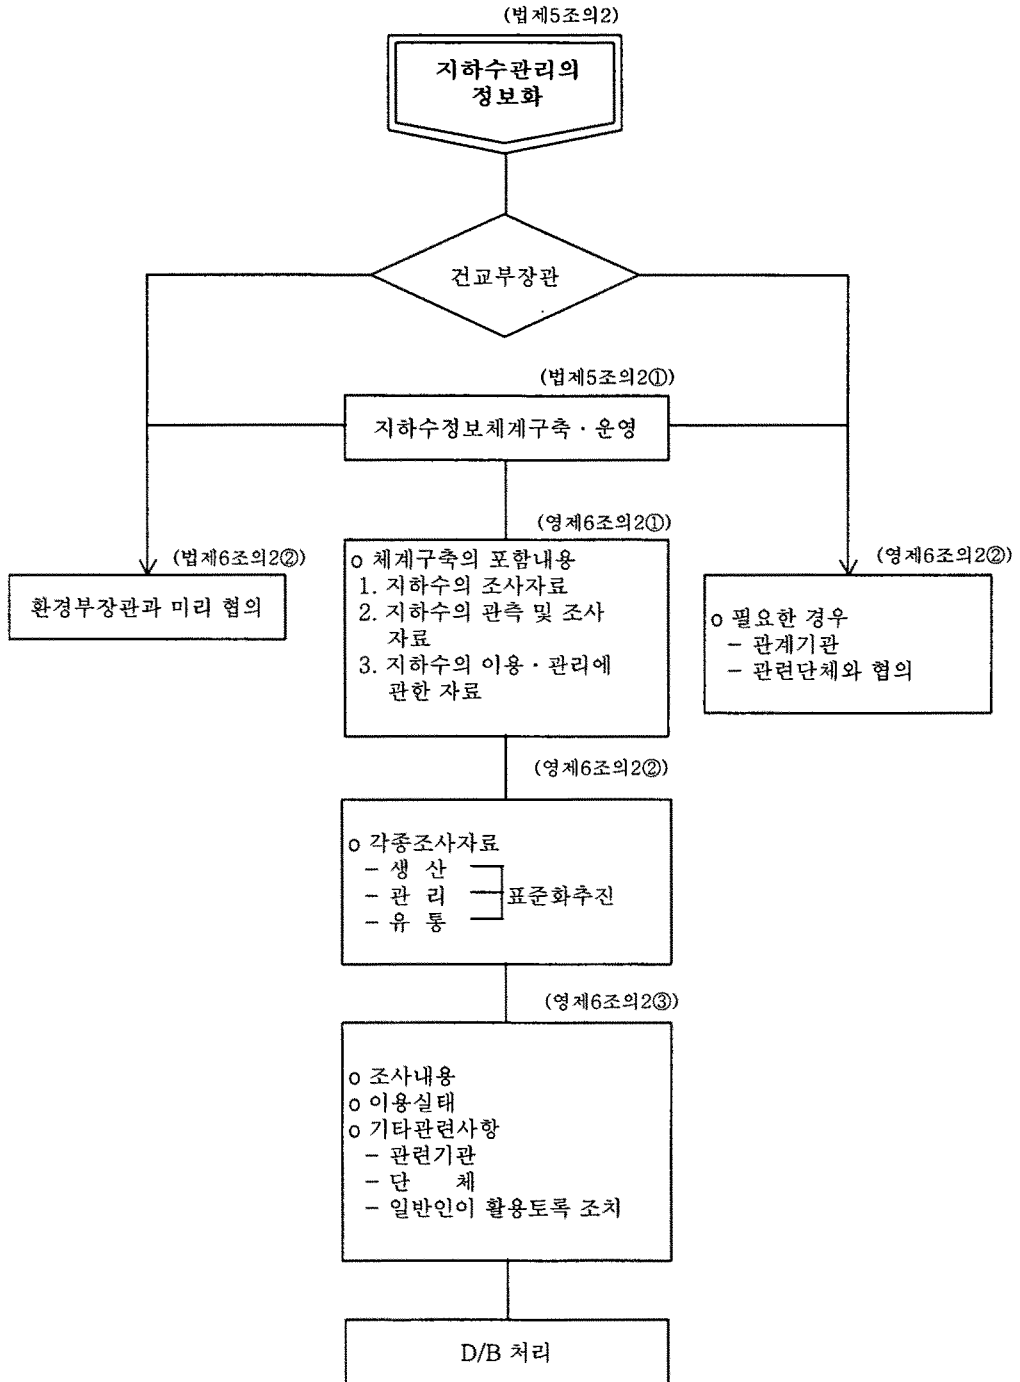 (법제5조의2)
지하수관리의
정보화
건교부장관
(법제5조의2①)
지하수정보체계구축 · 운영
(법제6조의2②)
환경부장관과 미리 협의
(영제6조의2①)
o 체계구축의 포함내용
1. 지하수의 조사자료
2. 지하수의 관측 및 조사
자료
3. 지하수의 이용 · 관리에
관한 자료
(영제6조의2②)
o 필요한 경우
- 관계기관
- 관련단체와 협의
(영제6조의2②)
o 각종조사자료
- 생 산
- 관 리 표준화추진
- 유 통
(영제6조의2③)
o 조사내용
o 이용실태
o 기타관련사항
- 관련기관
- 단 체
- 일반인이 활용토록 조치
D/B 처리